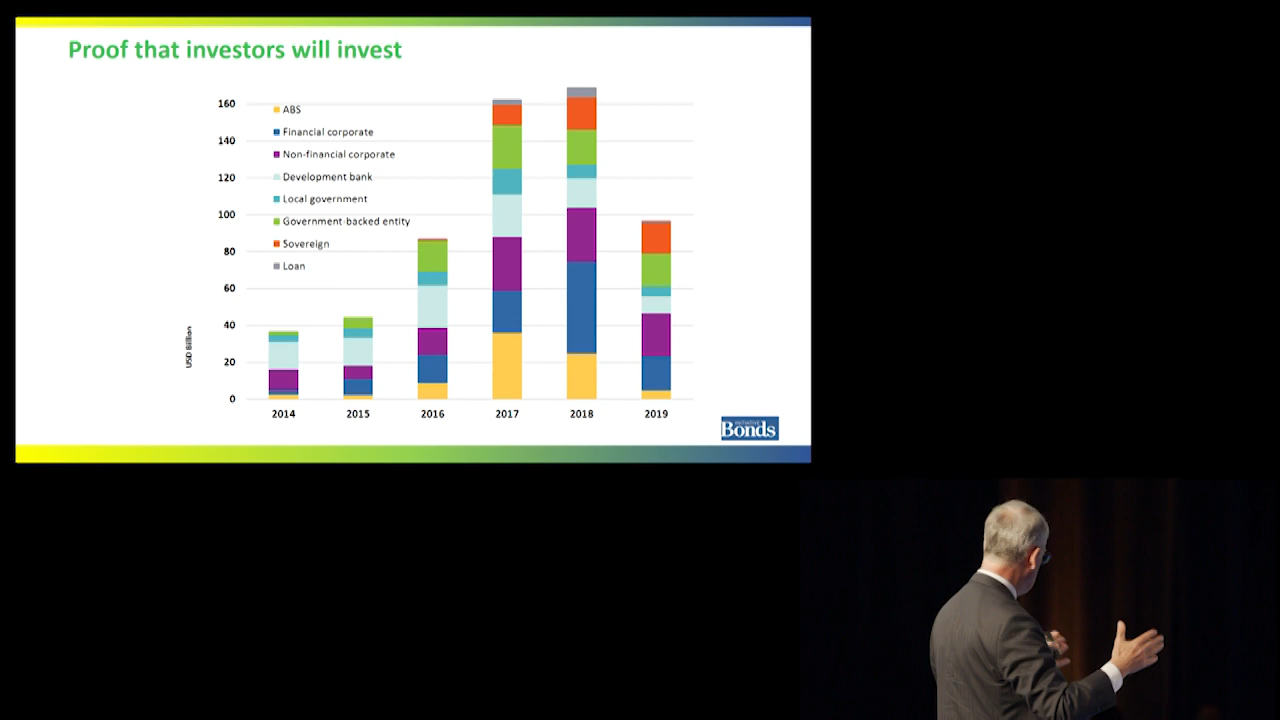 Proof that investors will invest
160
140
120
100
80
60
40
20
0
USD Billion
ABS
Financial corporate
Non-financial corporate
Development bank
Local government
Government-backed entity
Sovereign
Loan
2014 2015 2016 2017 2018 2019
Bonds